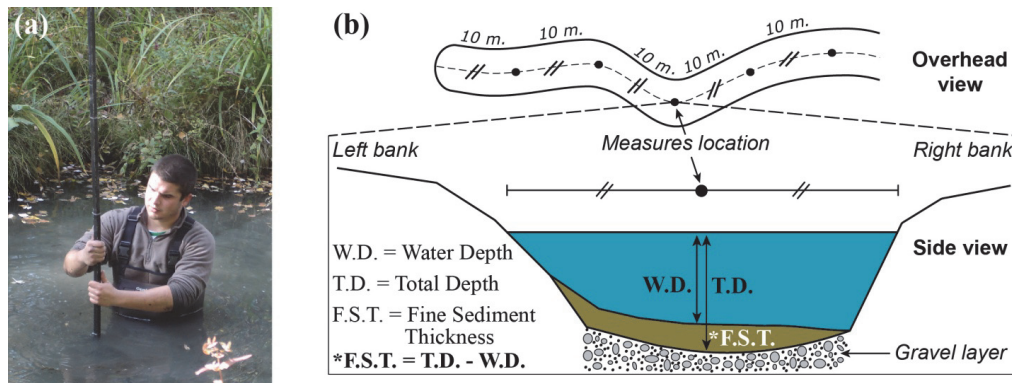 (a)
(b)
10 m.
10 m.
10 m.
10 m.
10 m.
Overhead
view
Left bank
Measures location
Right bank
Side view
W.D. = Water Depth
T.D. = Total Depth
F.S.T. = Fine Sediment
Thickness
*F.S.T. = T.D. - W.D.
W.D.
T.D.
*F.S.T.
Gravel layer